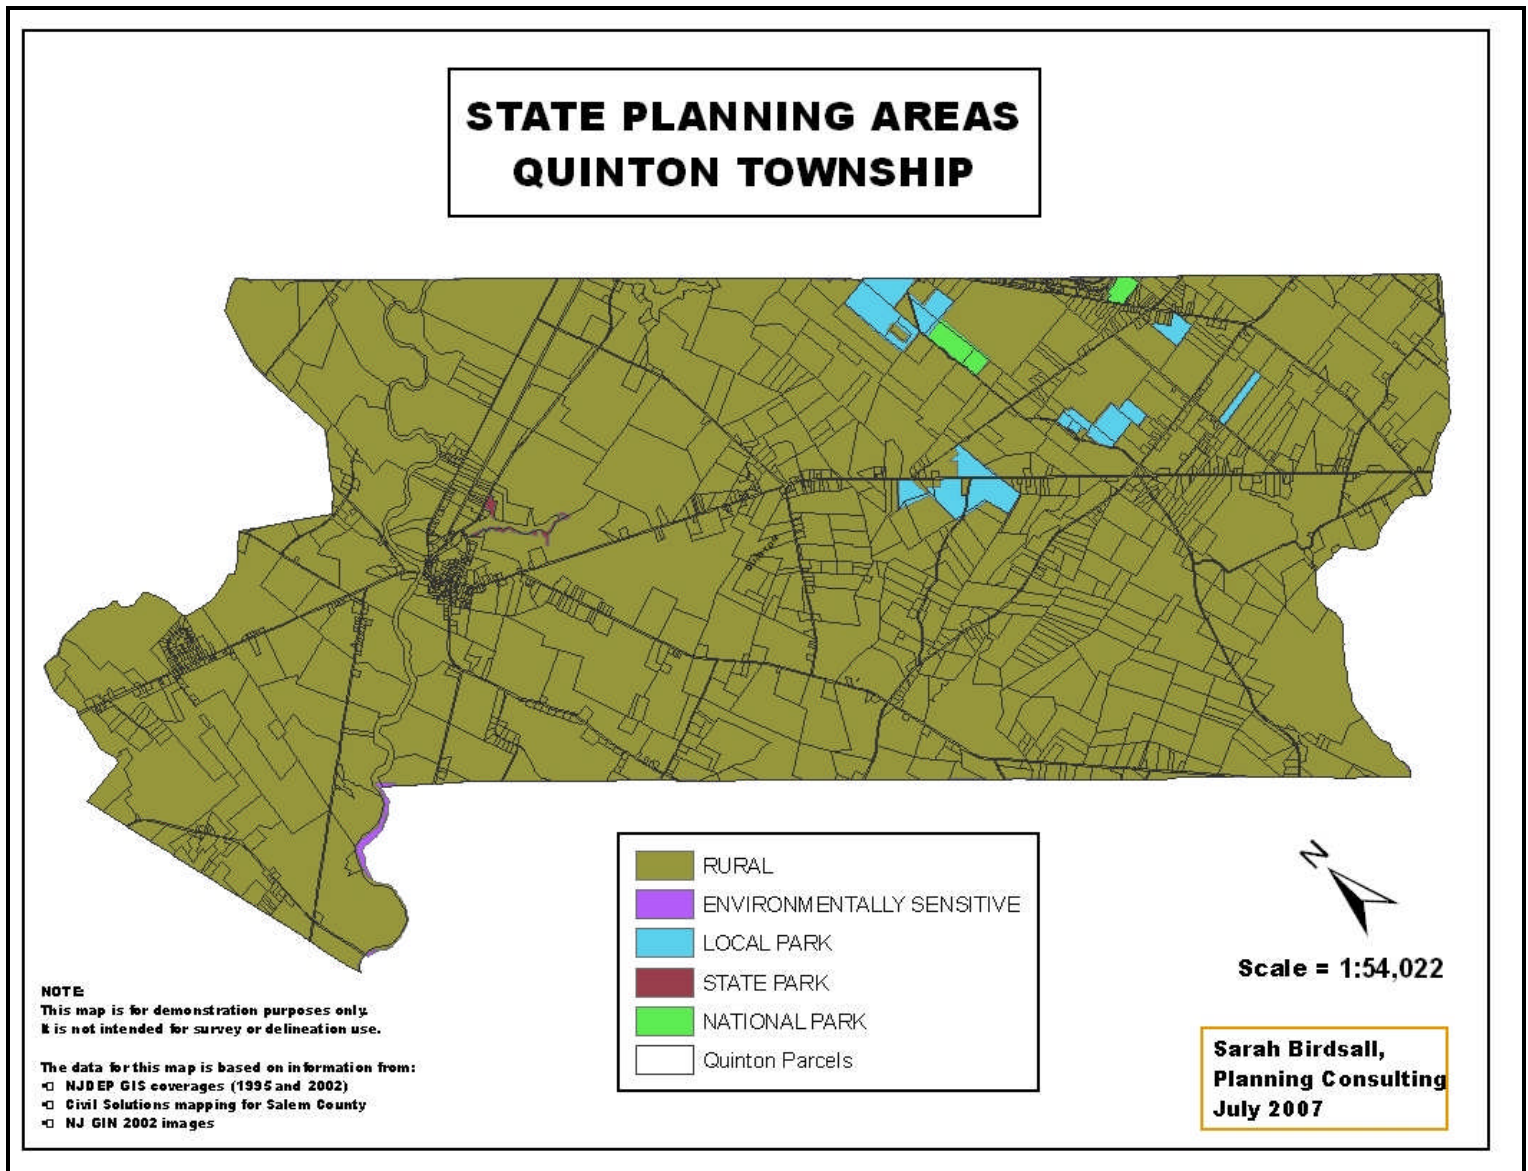 STATE PLANNING AREAS
QUINTON TOWNSHIP
RURAL
ENVIRONMENTALLY SENSITIVE
LOCAL PARK
STATE PARK
NATIONAL PARK
Quinton Parcels
N
Scale = 1:54,022
NOTE:
This map is for demonstration purposes only.
It is not intended for survey or delineation use.
The data for this map is based on information from:
NJDEP GIS coverages (1995 and 2002)
Civil Solutions mapping for Salem County
NJ GIN 2002 images
Sarah Birdsall,
Planning Consulting
July 2007